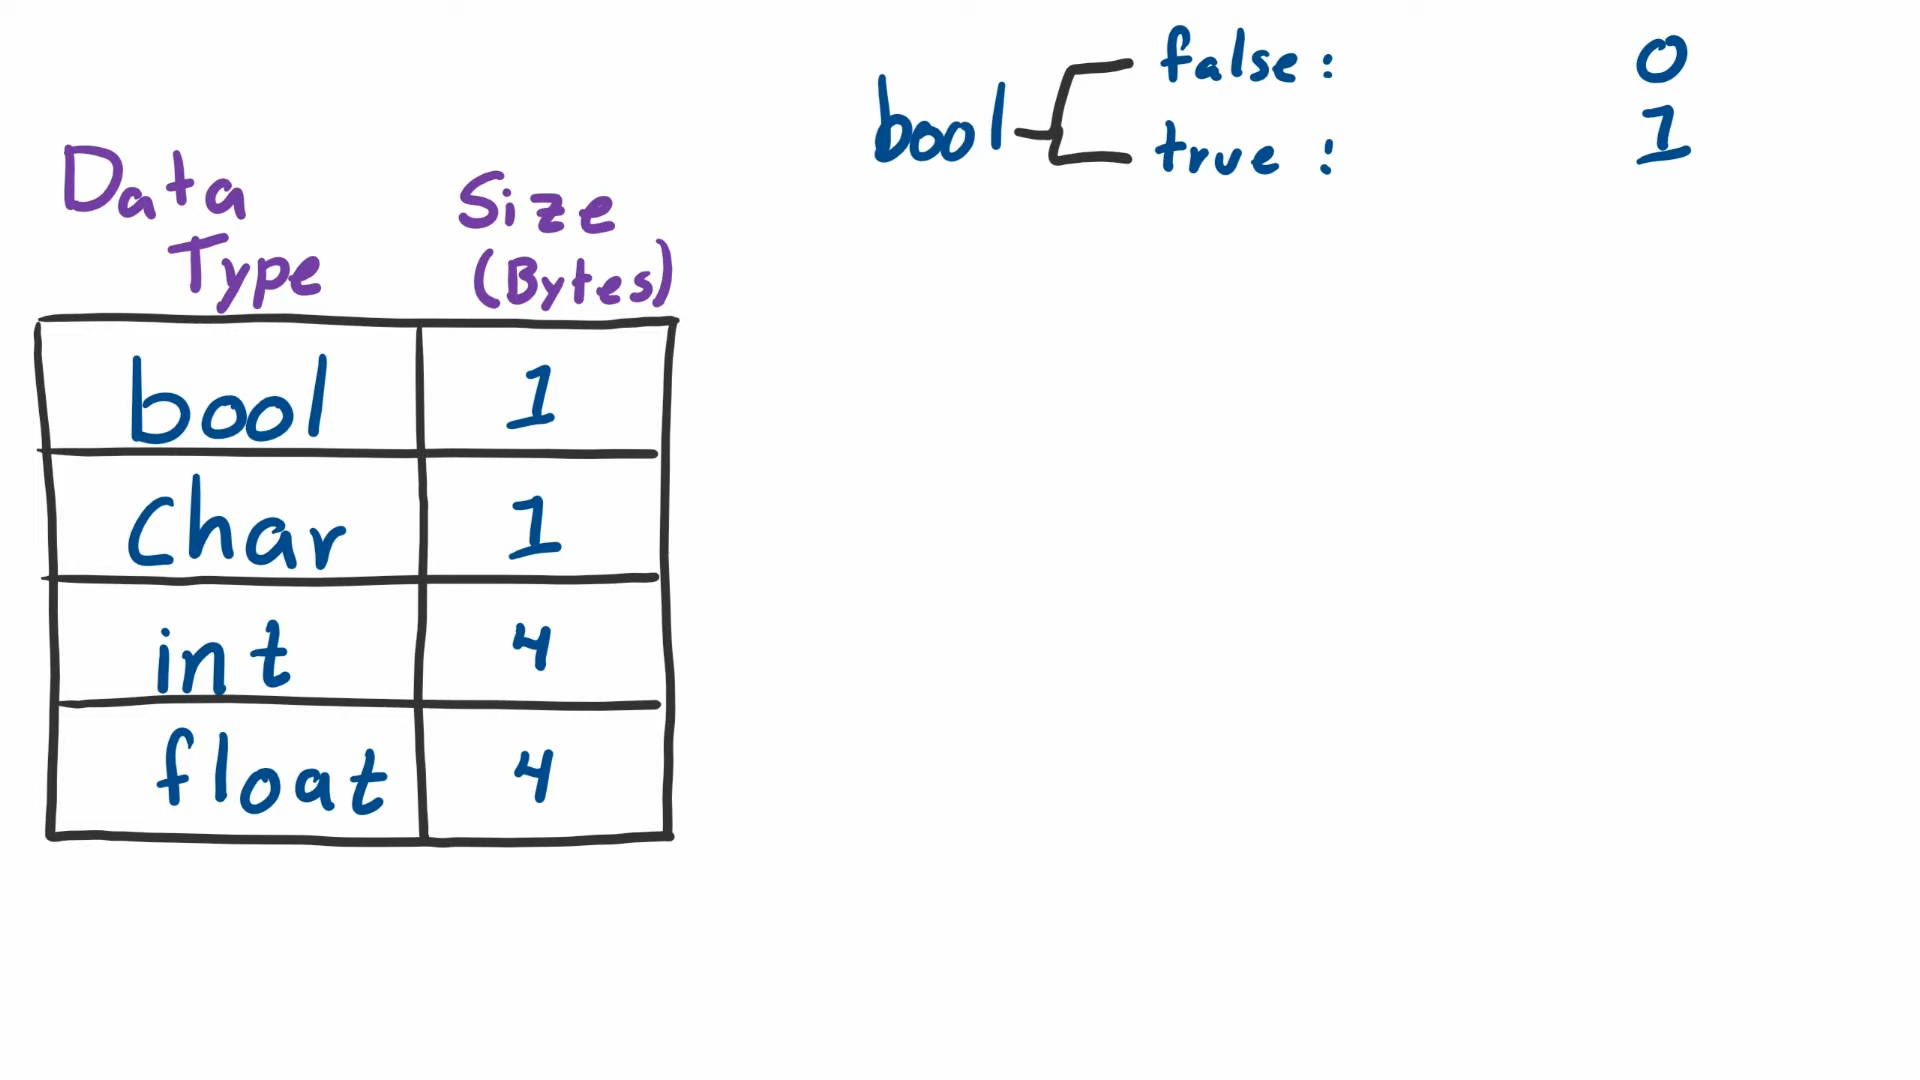 Data Type
Size (Bytes)
bool 1
Char 1
int 4
float 4
bool
false: 0
true: 1